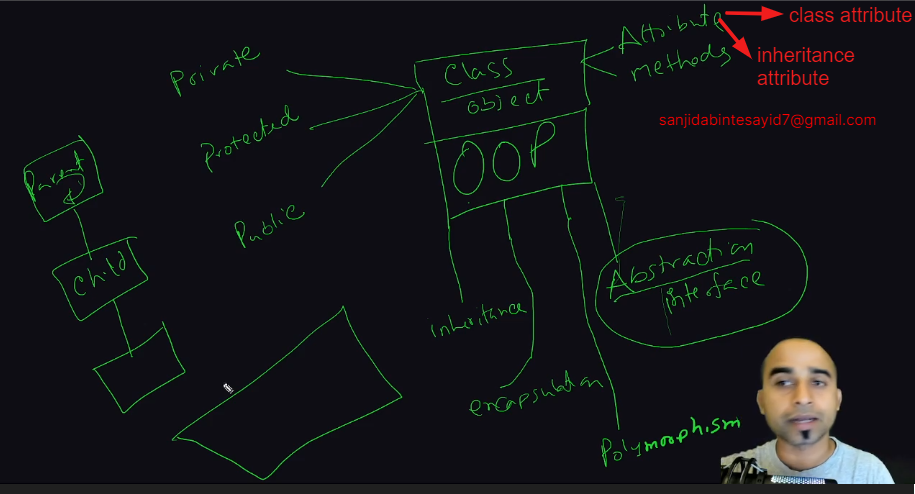 Private
Protected
Public
Class
object
OOP
Attribute
methods
class attribute
inheritance
attribute
sanjidabintesayid7@gmail.com
Parent
Child
inheritance
encapsulation
Polymorphism
Abstraction
interface